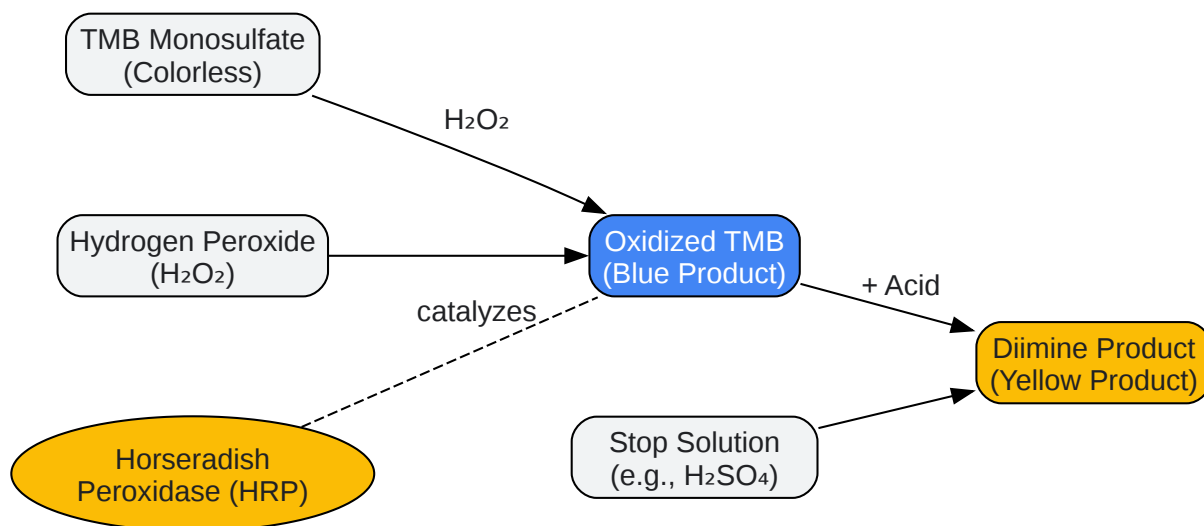 TMB Monosulfate
(Colorless)
H₂O₂
Hydrogen Peroxide
(H₂O₂)
Oxidized TMB
(Blue Product)
+ Acid
catalyzes
Diimine Product
(Yellow Product)
Horseradish
Peroxidase (HRP)
Stop Solution
(e.g., H₂SO₄)